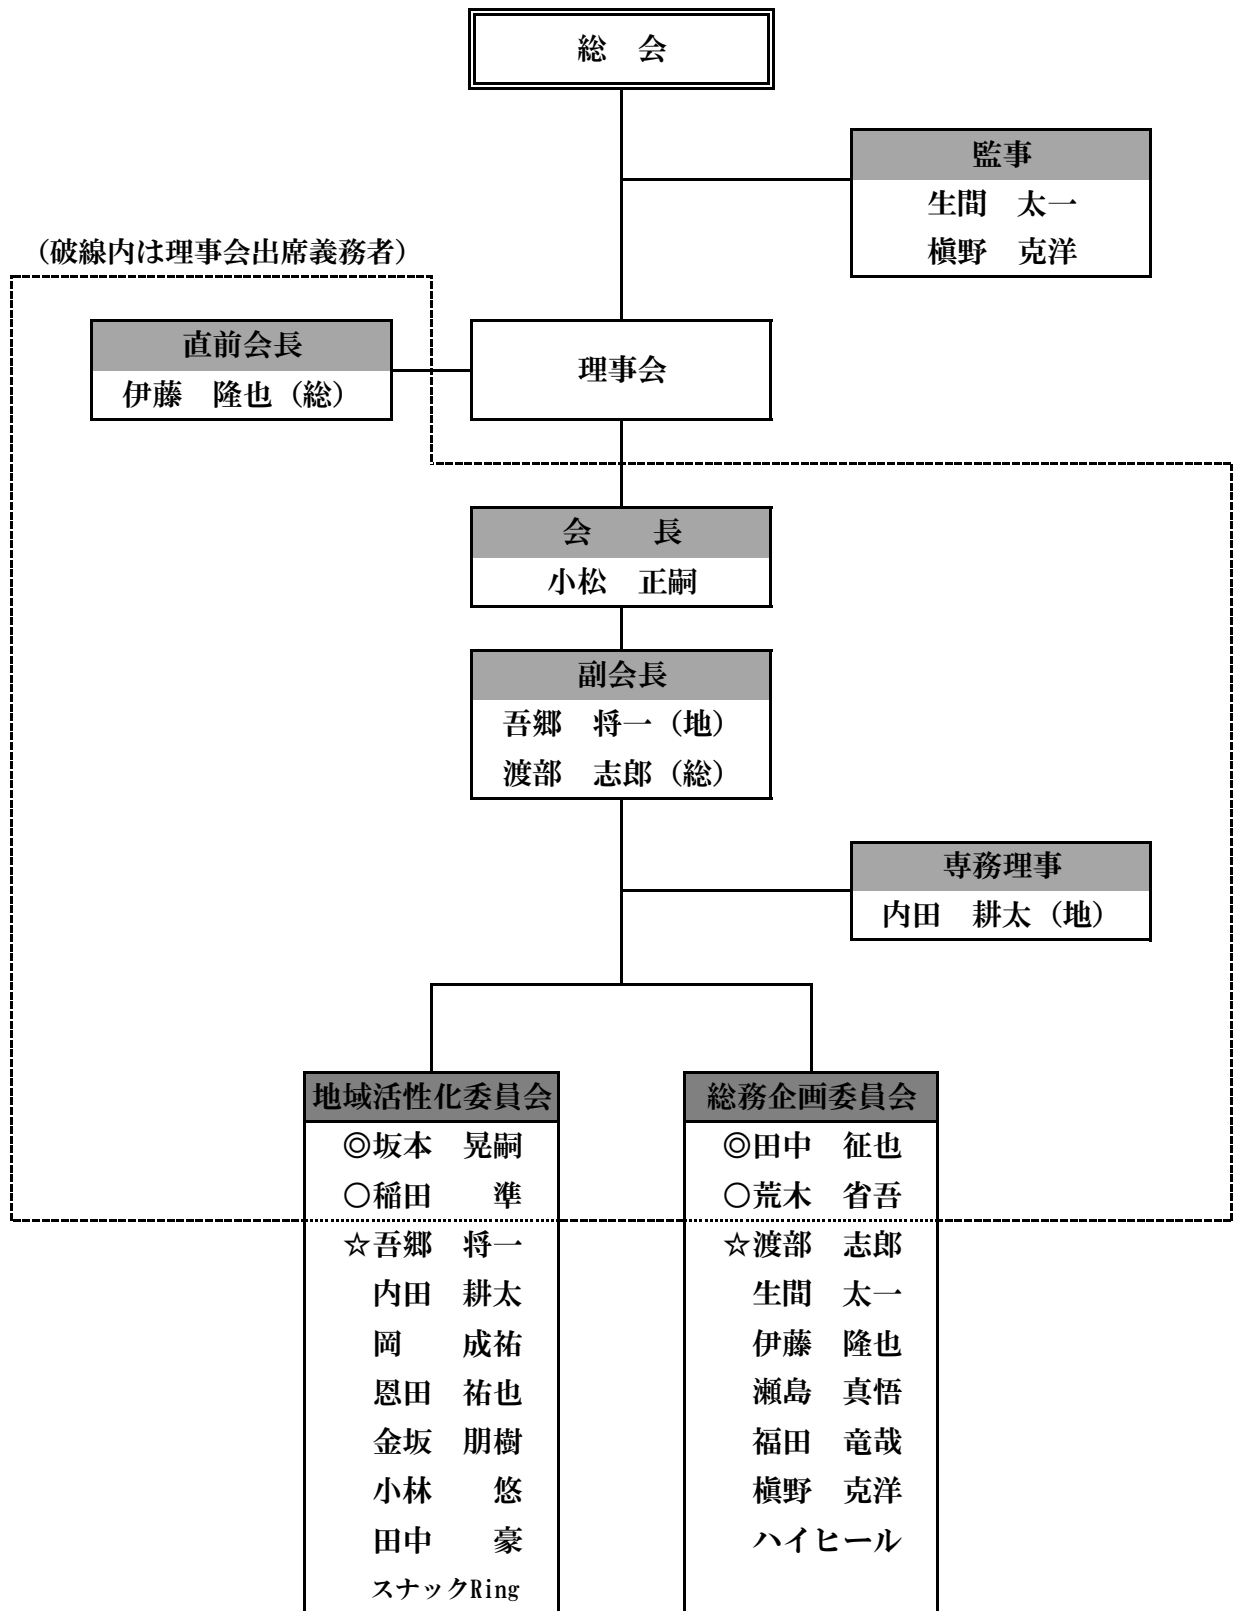 総　会
監事
生間　太一
槇野　克洋
（破線内は理事会出席義務者）
直前会長
伊藤　隆也（総）
理事会
会　　長
小松　正嗣
副会長
吾郷　将一（地）
渡部　志郎（総）
専務理事
内田　耕太（地）
地域活性化委員会
◎坂本　晃嗣
○稲田　　準
☆吾郷　将一
内田　耕太
岡　　成祐
恩田　祐也
金坂　朋樹
小林　　悠
田中　　豪
スナックRing
総務企画委員会
◎田中　征也
○荒木　省吾
☆渡部　志郎
生間　太一
伊藤　隆也
瀬島　真悟
福田　竜哉
槇野　克洋
ハイヒール